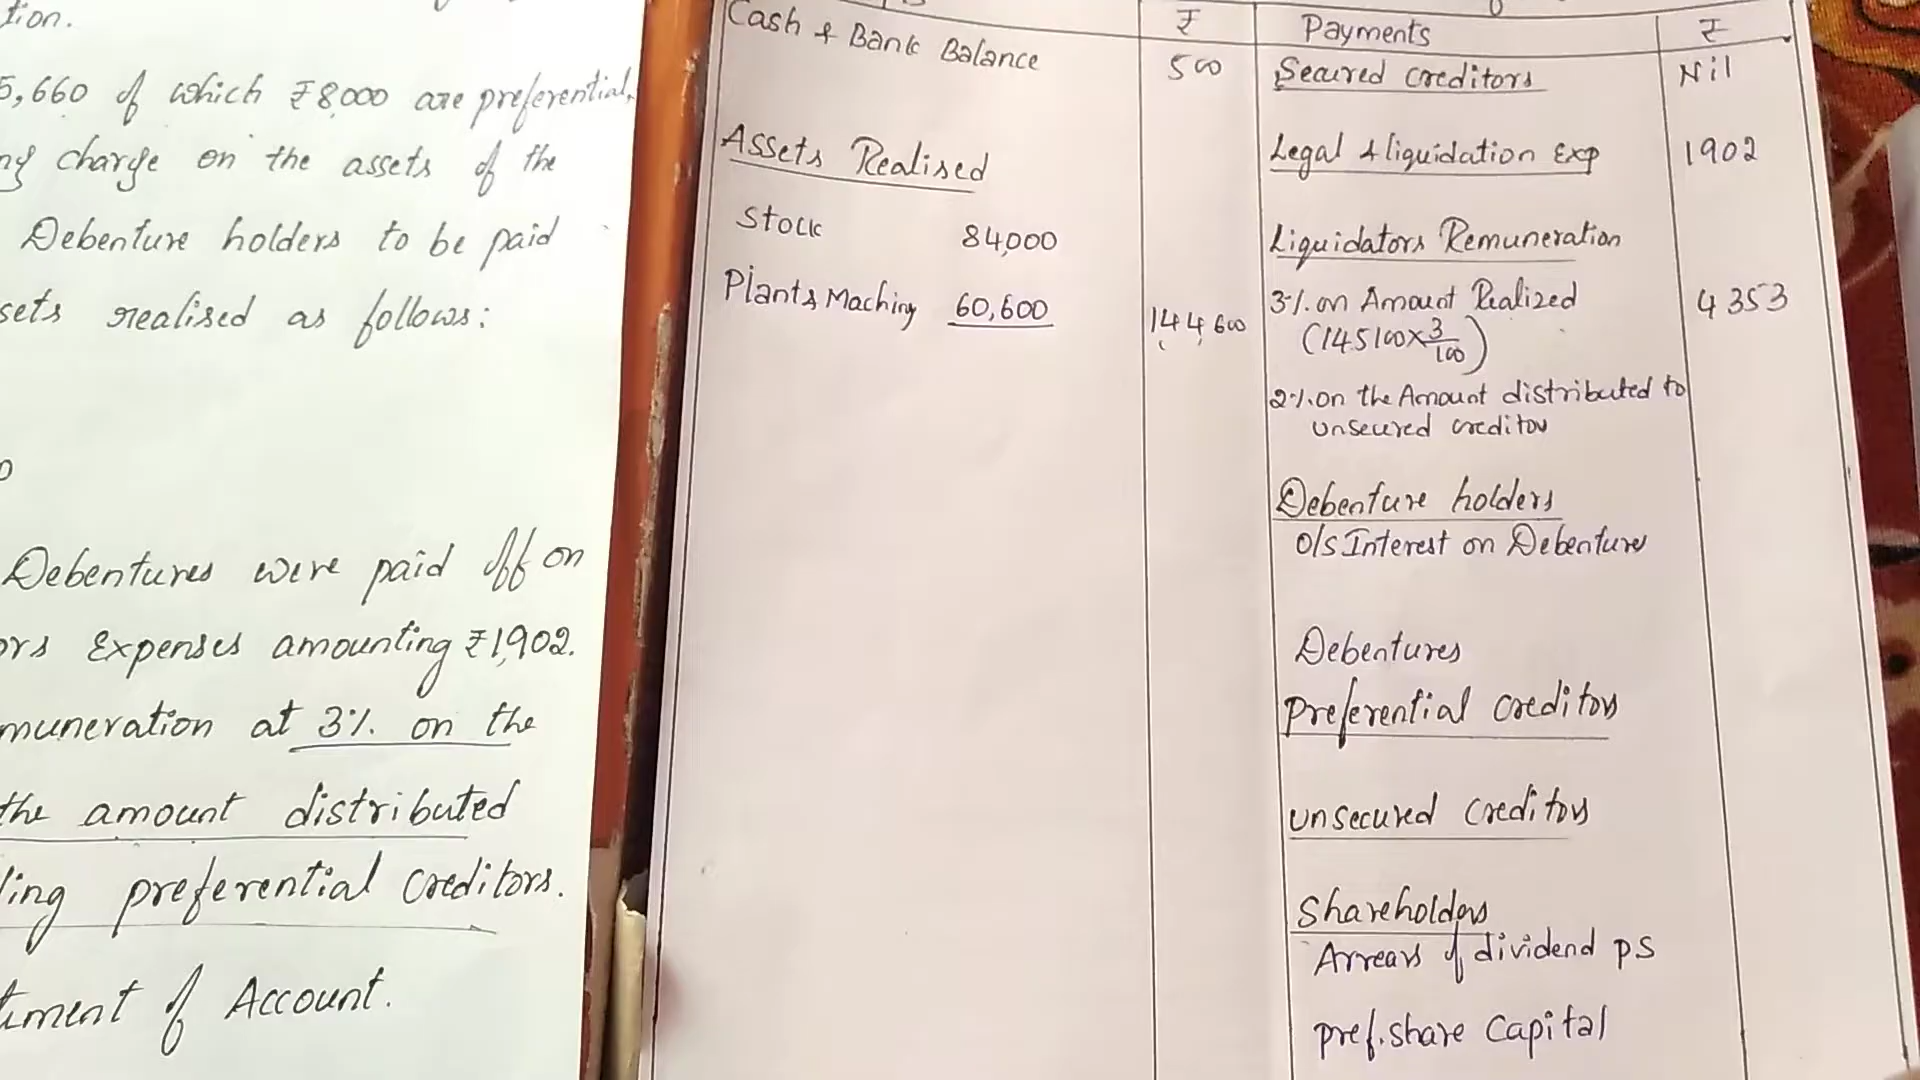 tion.
5,660 of which ₹8,000 are preferential.
ng charge on the assets of the
Debenture holders to be paid
sets realised as follows:
Debentures were paid off on
ors Expenses amounting ₹1,902.
muneration at 3%. on the
the amount distributed
ling preferential Creditors.
tement of Account.
₹ Payments ₹
Cash & Bank Balance 500 Secured Creditors Nil
Assets Realised Legal & liquidation Exp 1902
Stock 84,000 Liquidators Remuneration
Plant & Machiny 60,600 144600 3%. on Amount Realized 4353
(145100×3/100)
2%. on the Amount distributed to
unsecured creditors
Debenture holders
o/s Interest on Debentures
Debentures
Preferential Creditors
unsecured Creditors
Shareholders
Arrears of dividend PS
pref. share Capital